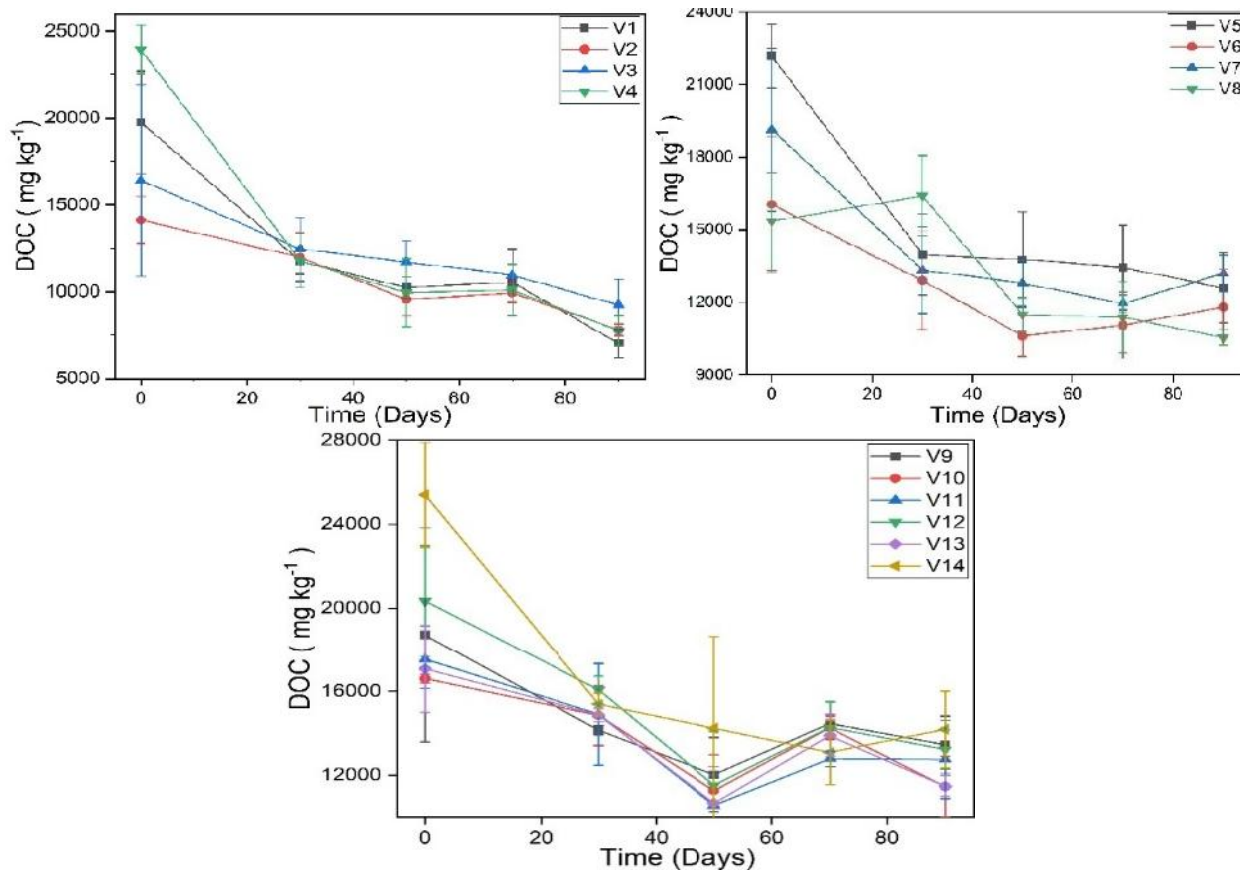 25000
20000
15000
10000
5000
DOC ( mg kg⁻¹ )
0 20 40 60 80
Time (Days)
V1
V2
V3
V4
24000
21000
18000
15000
12000
9000
DOC ( mg kg⁻¹ )
0 20 40 60 80
Time (Days)
V5
V6
V7
V8
28000
24000
20000
16000
12000
DOC ( mg kg⁻¹ )
0 20 40 60 80
Time (Days)
V9
V10
V11
V12
V13
V14